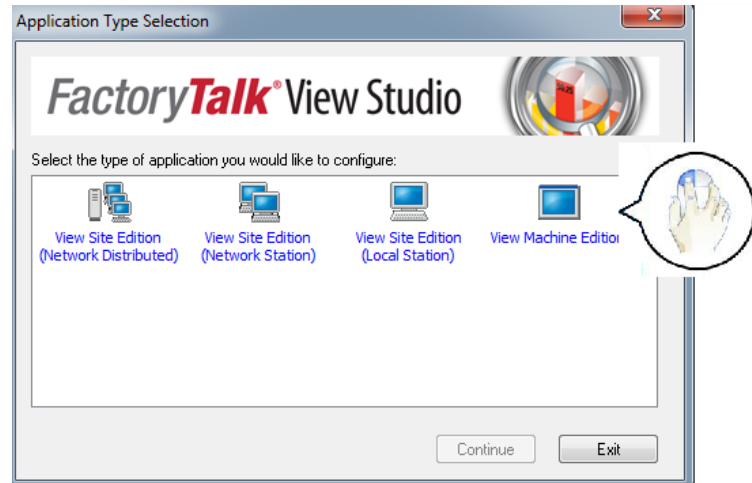 Application Type Selection
FactoryTalk® View Studio
Select the type of application you would like to configure:
View Site Edition
(Network Distributed)
View Site Edition
(Network Station)
View Site Edition
(Local Station)
View Machine Edition
Continue
Exit